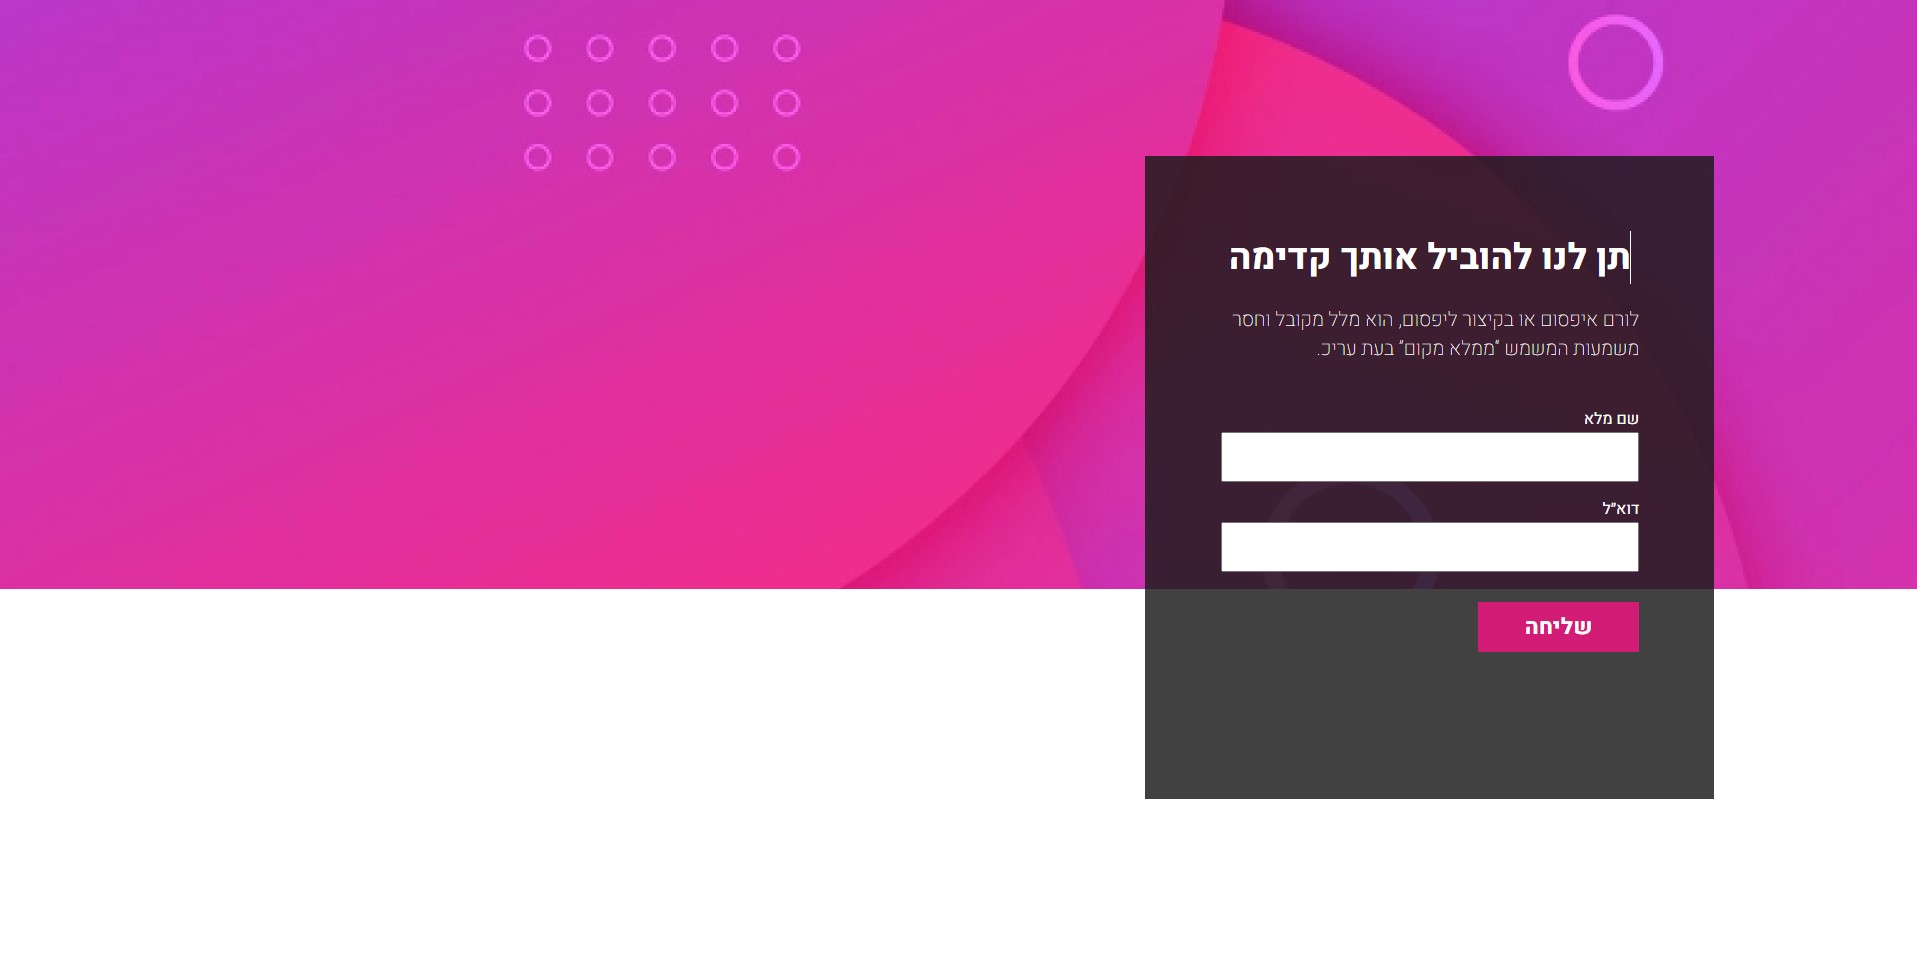 תן לנו להוביל אותך קדימה
לורם איפסום או בקיצור ליפסום, הוא מלל מקובל וחסר
משמעות המשמש "ממלא מקום" בעת עריכ.
שם מלא
דוא"ל
שליחה